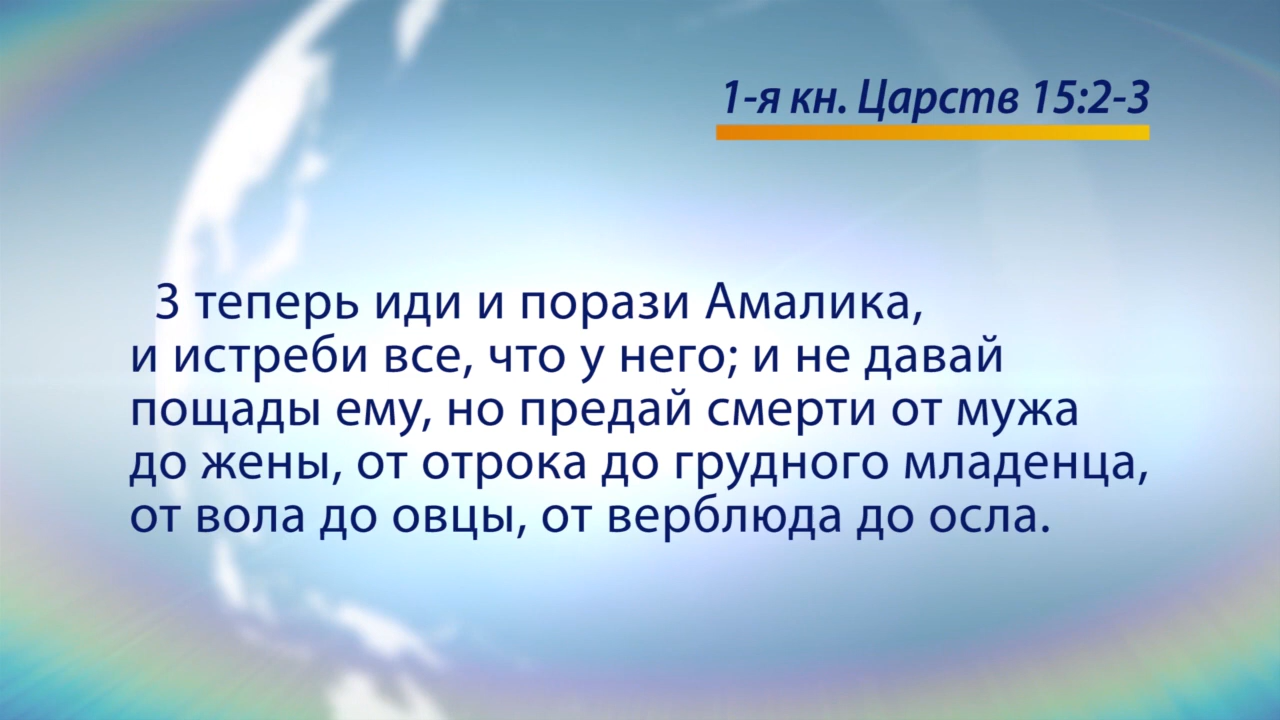 1-я кн. Царств 15:2-3
3 теперь иди и порази Амалика,
и истреби все, что у него; и не давай
пощады ему, но предай смерти от мужа
до жены, от отрока до грудного младенца,
от вола до овцы, от верблюда до осла.